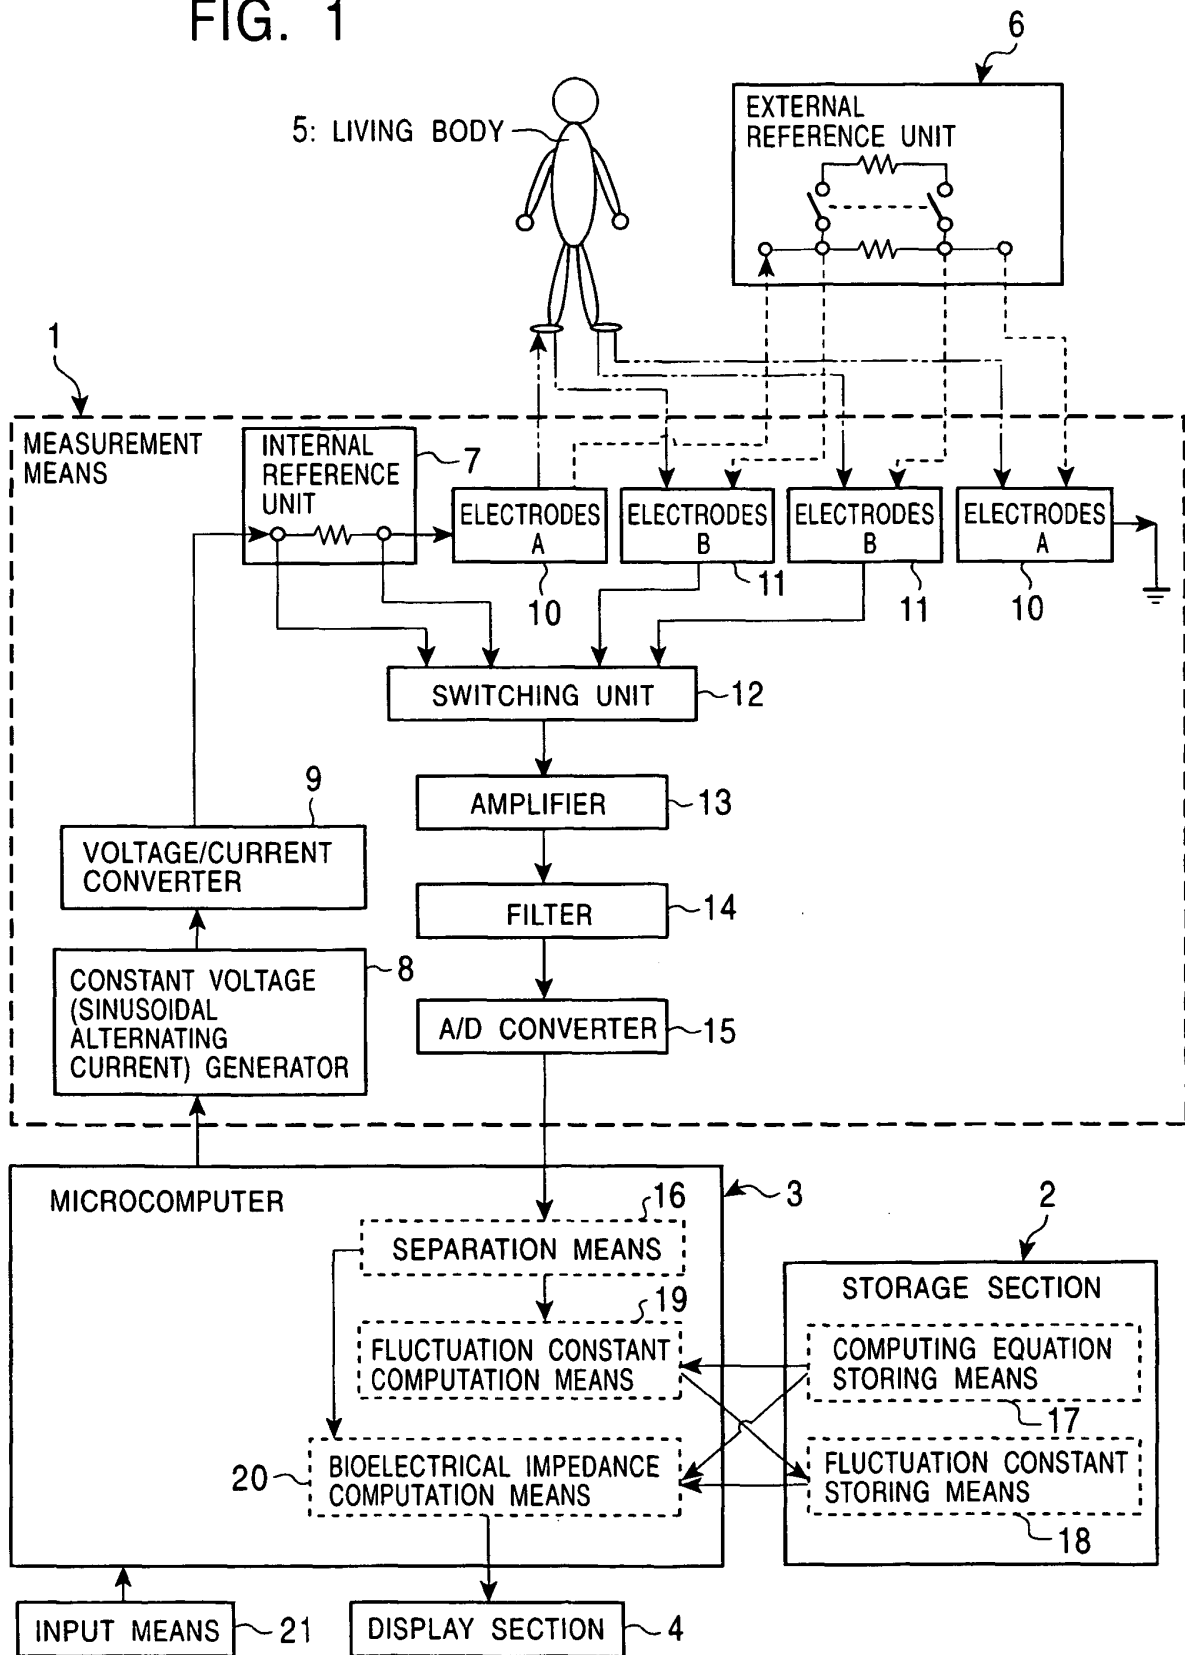 FIG. 1
6
EXTERNAL
REFERENCE UNIT
5: LIVING BODY
1
MEASUREMENT
MEANS
INTERNAL
REFERENCE
UNIT
7
ELECTRODES
A
10
ELECTRODES
B
11
ELECTRODES
B
11
ELECTRODES
A
10
SWITCHING UNIT
12
AMPLIFIER
13
9
VOLTAGE/CURRENT
CONVERTER
FILTER
14
8
CONSTANT VOLTAGE
(SINUSOIDAL
ALTERNATING
CURRENT) GENERATOR
A/D CONVERTER
15
MICROCOMPUTER
3
16
SEPARATION MEANS
19
FLUCTUATION CONSTANT
COMPUTATION MEANS
20
BIOELECTRICAL IMPEDANCE
COMPUTATION MEANS
2
STORAGE SECTION
COMPUTING EQUATION
STORING MEANS
17
FLUCTUATION CONSTANT
STORING MEANS
18
INPUT MEANS
21
DISPLAY SECTION
4